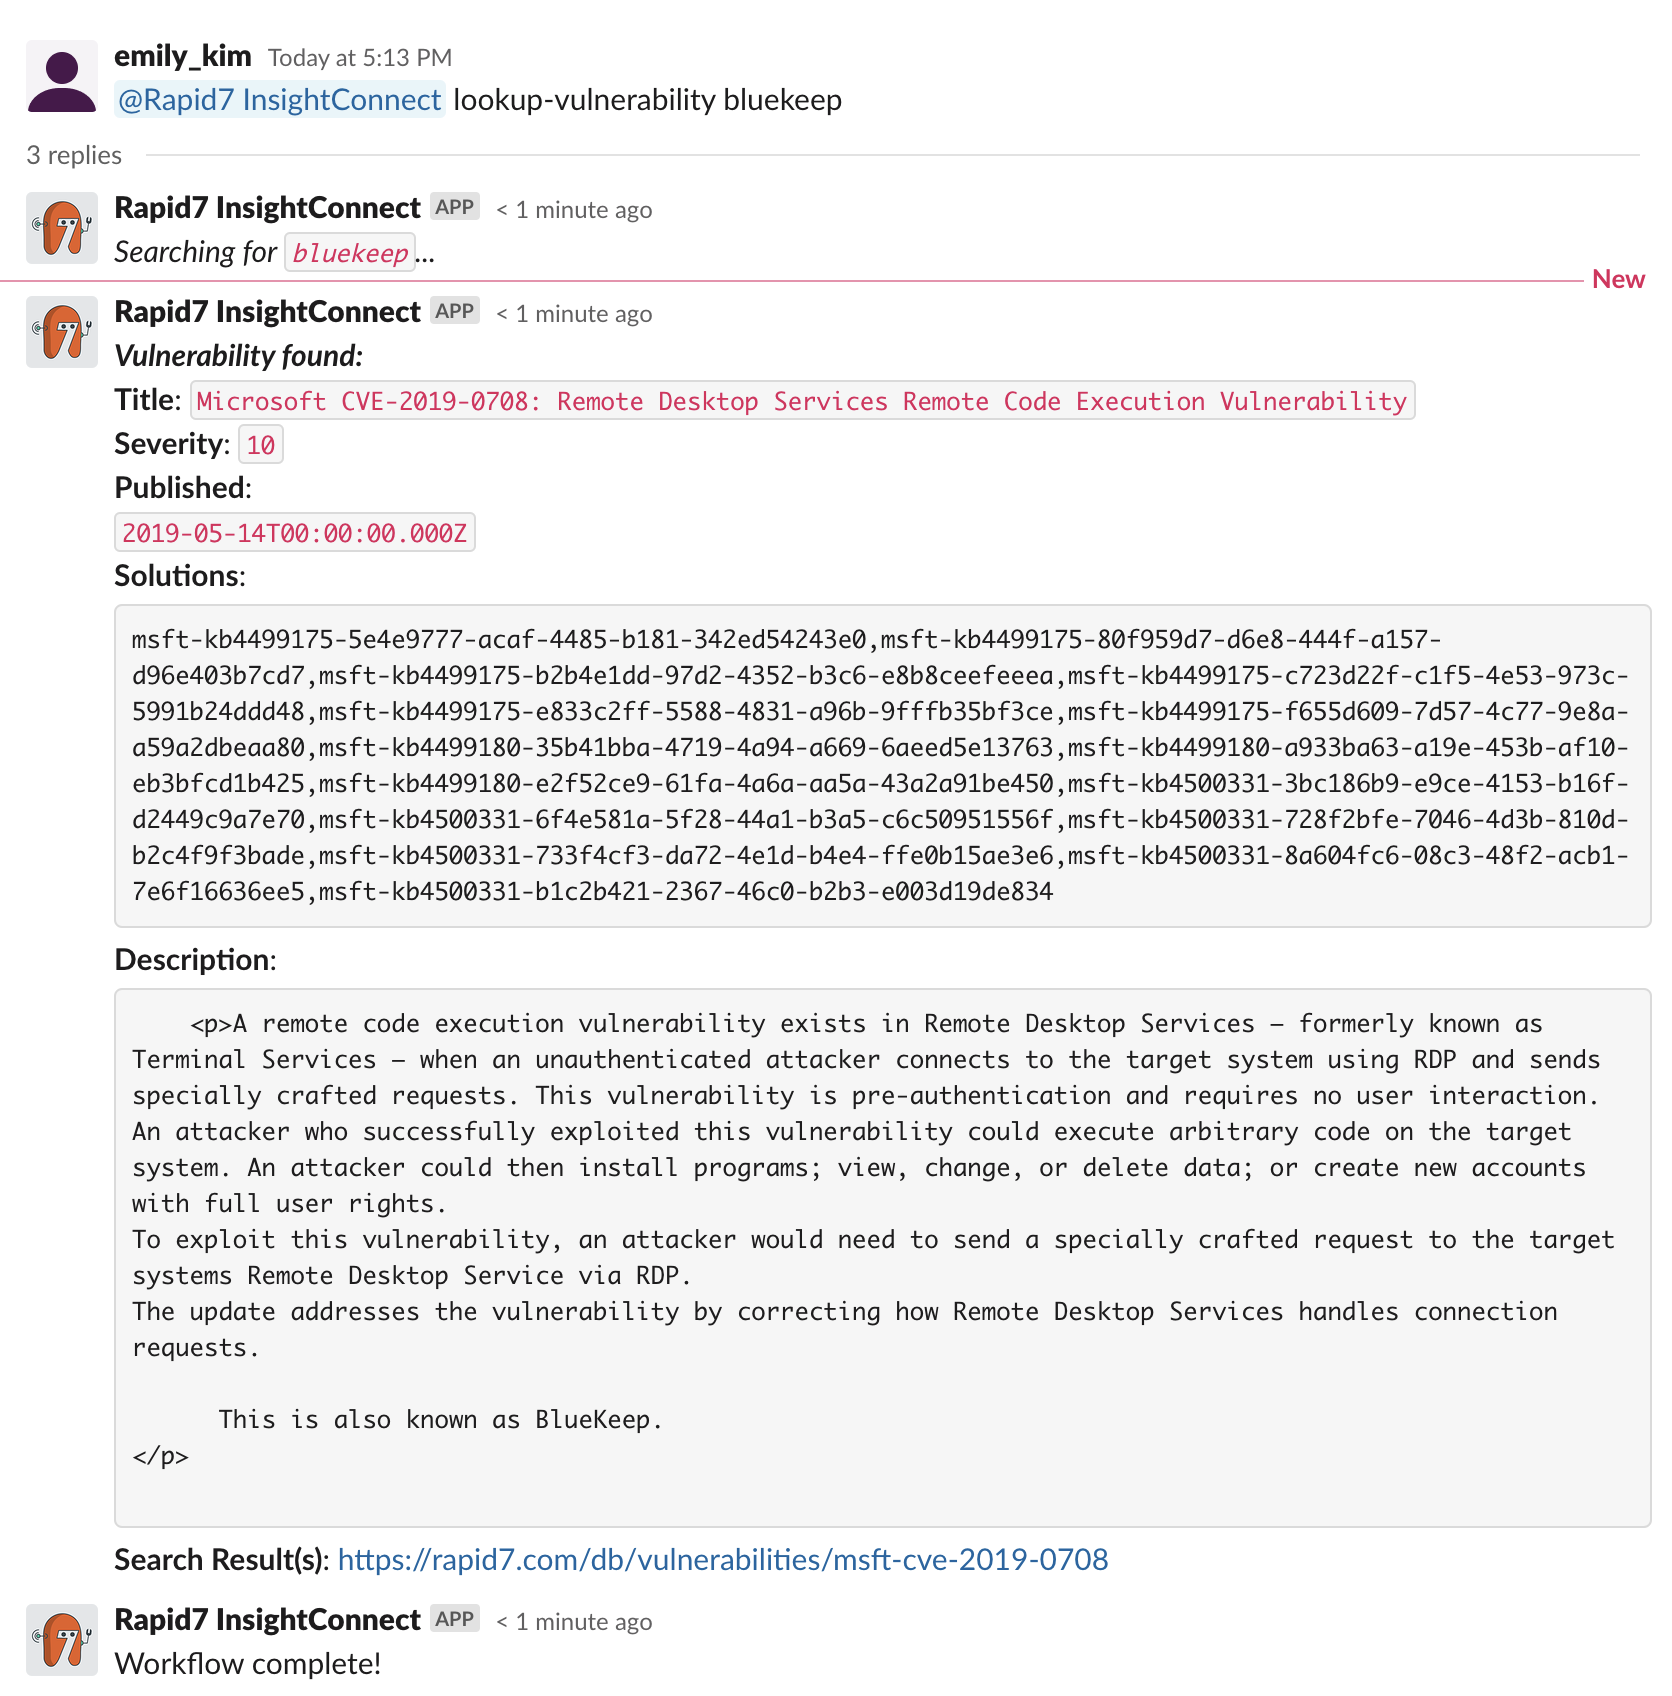 emily_kim Today at 5:13 PM
@Rapid7 InsightConnect lookup-vulnerability bluekeep
3 replies
Rapid7 InsightConnect APP < 1 minute ago
Searching for bluekeep...
New
Rapid7 InsightConnect APP < 1 minute ago
Vulnerability found:
Title: Microsoft CVE-2019-0708: Remote Desktop Services Remote Code Execution Vulnerability
Severity: 10
Published:
2019-05-14T00:00:00.000Z
Solutions:
msft-kb4499175-5e4e9777-acaf-4485-b181-342ed54243e0,msft-kb4499175-80f959d7-d6e8-444f-a157-
d96e403b7cd7,msft-kb4499175-b2b4e1dd-97d2-4352-b3c6-e8b8ceefeeea,msft-kb4499175-c723d22f-c1f5-4e53-973c-
5991b24ddd48,msft-kb4499175-e833c2ff-5588-4831-a96b-9fffb35bf3ce,msft-kb4499175-f655d609-7d57-4c77-9e8a-
a59a2dbeaa80,msft-kb4499180-35b41bba-4719-4a94-a669-6aeed5e13763,msft-kb4499180-a933ba63-a19e-453b-af10-
eb3bfcd1b425,msft-kb4499180-e2f52ce9-61fa-4a6a-aa5a-43a2a91be450,msft-kb4500331-3bc186b9-e9ce-4153-b16f-
d2449c9a7e70,msft-kb4500331-6f4e581a-5f28-44a1-b3a5-c6c50951556f,msft-kb4500331-728f2bfe-7046-4d3b-810d-
b2c4f9f3bade,msft-kb4500331-733f4cf3-da72-4e1d-b4e4-ffe0b15ae3e6,msft-kb4500331-8a604fc6-08c3-48f2-acb1-
7e6f16636ee5,msft-kb4500331-b1c2b421-2367-46c0-b2b3-e003d19de834
Description:
<p>A remote code execution vulnerability exists in Remote Desktop Services – formerly known as
Terminal Services – when an unauthenticated attacker connects to the target system using RDP and sends
specially crafted requests. This vulnerability is pre-authentication and requires no user interaction.
An attacker who successfully exploited this vulnerability could execute arbitrary code on the target
system. An attacker could then install programs; view, change, or delete data; or create new accounts
with full user rights.
To exploit this vulnerability, an attacker would need to send a specially crafted request to the target
systems Remote Desktop Service via RDP.
The update addresses the vulnerability by correcting how Remote Desktop Services handles connection
requests.
This is also known as BlueKeep.
</p>
Search Result(s): https://rapid7.com/db/vulnerabilities/msft-cve-2019-0708
Rapid7 InsightConnect APP < 1 minute ago
Workflow complete!